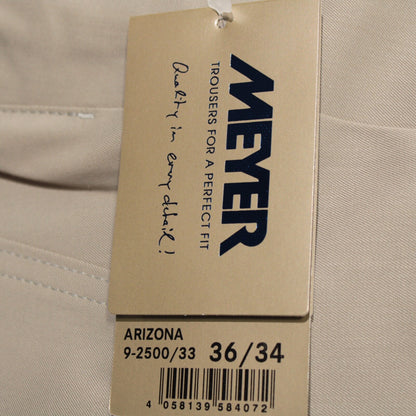 MEYER
TROUSERS FOR A PERFECT FIT
Quality in every detail!
ARIZONA
9-2500/33 36/34
4 058139 584072